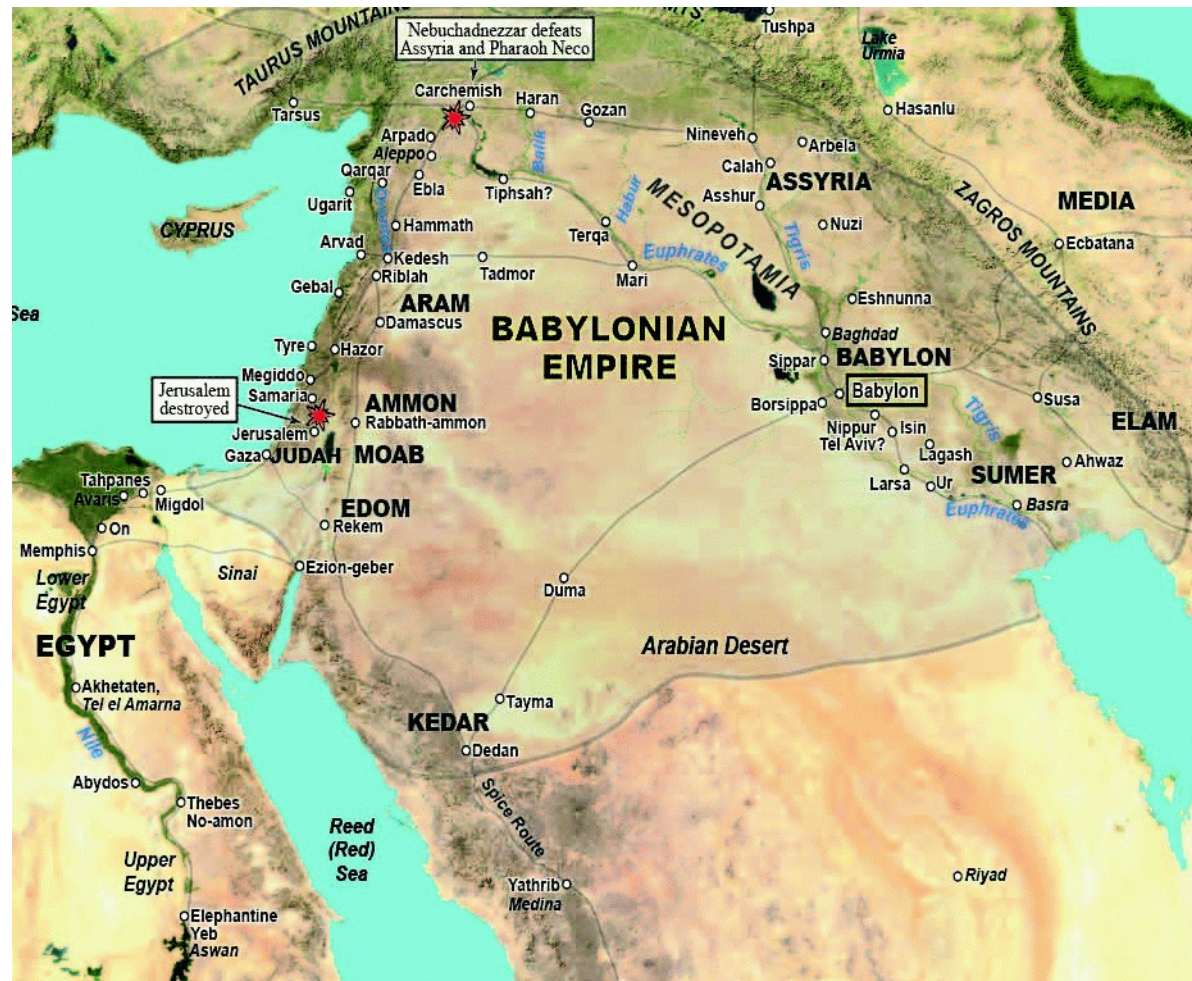 TAURUS MOUNTAINS
MTS.
Tushpa
Nebuchadnezzar defeats
Assyria and Pharaoh Neco
Lake
Urmia
Carchemish
Haran
Gozan
Tarsus
Hasanlu
Nineveh
Arbela
Arpad
Aleppo
Balik
Calah
ASSYRIA
Qarqar
Ebla
Tiphsah?
Habur
MESOPOTAMIA
Asshur
ZAGROS MOUNTAINS
MEDIA
Ugarit
Orontes
CYPRUS
Hammath
Terqa
Tigris
Nuzi
Arvad
Kedesh
Tadmor
Euphrates
Ecbatana
Riblah
Mari
Gebal
ARAM
Eshnunna
Sea
Damascus
BABYLONIAN
EMPIRE
Baghdad
Tyre
Hazor
Sippar
BABYLON
Megiddo
Jerusalem
destroyed
Samaria
AMMON
Babylon
Borsippa
Tigris
Susa
Rabbath-ammon
Nippur
Isin
ELAM
Jerusalem
Tel Aviv?
Gaza
JUDAH
MOAB
Lagash
SUMER
Ahwaz
Tahpanes
Avaris
Migdol
Larsa
Ur
EDOM
Basra
Euphrates
On
Rekem
Memphis
Lower
Egypt
Sinai
Ezion-geber
Duma
EGYPT
Arabian Desert
Akhetaten,
Tel el Amarna
Tayma
KEDAR
Nile
Dedan
Abydos
Spice Route
Thebes
No-amon
Reed
(Red)
Sea
Upper
Egypt
Yathrib
Medina
Riyad
Elephantine
Yeb
Aswan